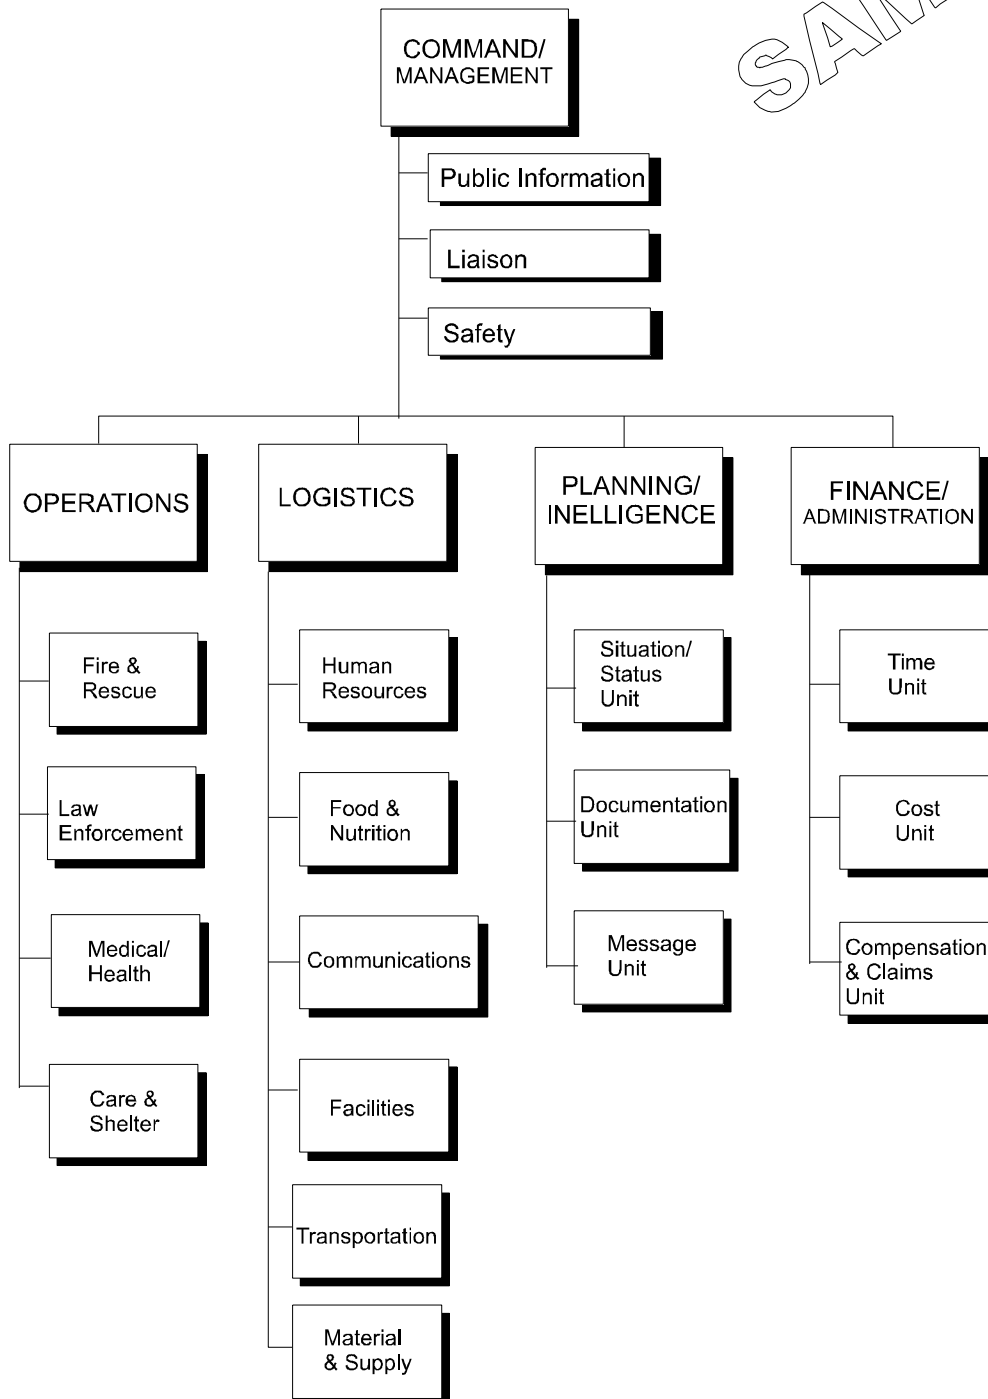 SAM
COMMAND/
MANAGEMENT
Public Information
Liaison
Safety
OPERATIONS
LOGISTICS
PLANNING/
INELLIGENCE
FINANCE/
ADMINISTRATION
Fire &
Rescue
Law
Enforcement
Medical/
Health
Care &
Shelter
Human
Resources
Food &
Nutrition
Communications
Facilities
Transportation
Material
& Supply
Situation/
Status
Unit
Documentation
Unit
Message
Unit
Time
Unit
Cost
Unit
Compensation
& Claims
Unit